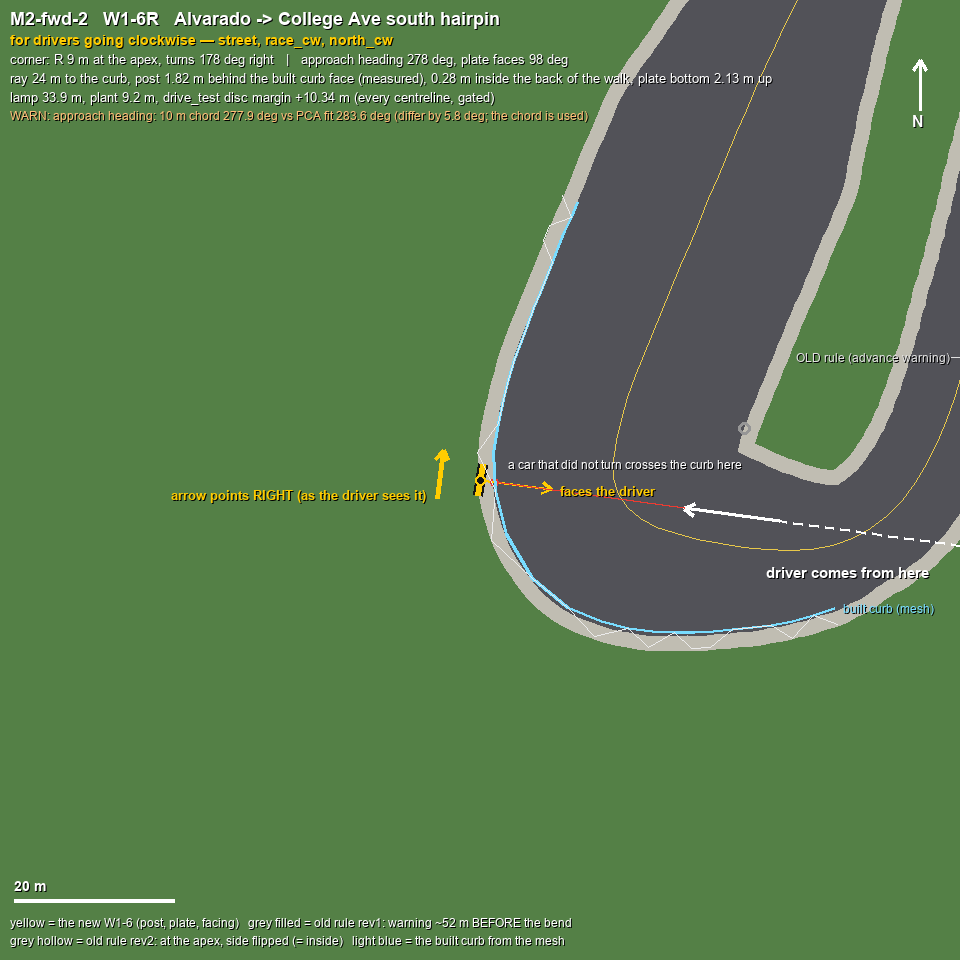 M2-fwd-2   W1-6R   Alvarado -> College Ave south hairpin
for drivers going clockwise — street, race_cw, north_cw
corner: R 9 m at the apex, turns 178 deg right   |   approach heading 278 deg, plate faces 98 deg
ray 24 m to the curb, post 1.82 m behind the built curb face (measured), 0.28 m inside the back of the walk, plate bottom 2.13 m up
lamp 33.9 m, plant 9.2 m, drive_test disc margin +10.34 m (every centreline, gated)
WARN: approach heading: 10 m chord 277.9 deg vs PCA fit 283.6 deg (differ by 5.8 deg; the chord is used)
N
OLD rule (advance warning)
a car that did not turn crosses the curb here
arrow points RIGHT (as the driver sees it)
faces the driver
driver comes from here
built curb (mesh)
20 m
yellow = the new W1-6 (post, plate, facing)   grey filled = old rule rev1: warning ~52 m BEFORE the bend
grey hollow = old rule rev2: at the apex, side flipped (= inside)   light blue = the built curb from the mesh